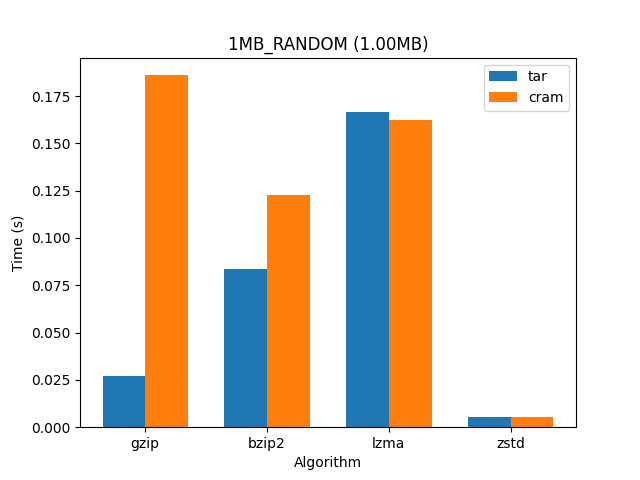 1MB_RANDOM (1.00MB)
tar
cram
0.175
0.150
0.125
0.100
0.075
0.050
0.025
0.000
Time (s)
gzip bzip2 lzma zstd
Algorithm